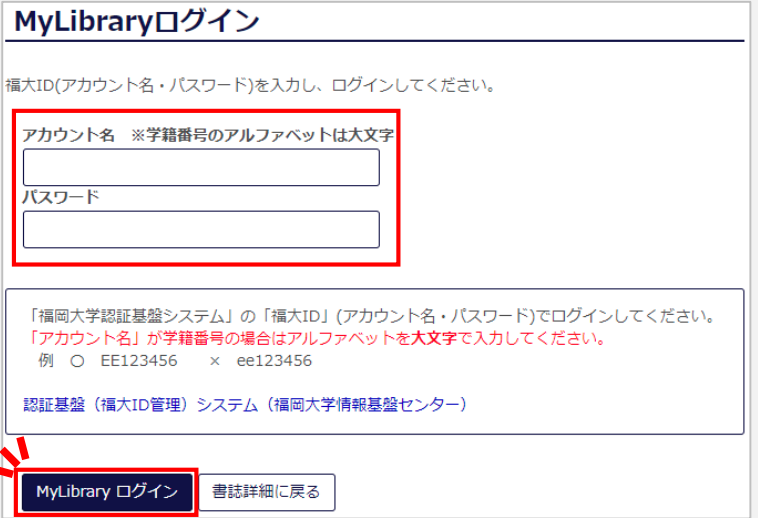 MyLibraryログイン
福大ID(アカウント名・パスワード)を入力し、ログインしてください。
アカウント名　※学籍番号のアルファベットは大文字
パスワード
「福岡大学認証基盤システム」の「福大ID」(アカウント名・パスワード)でログインしてください。
「アカウント名」が学籍番号の場合はアルファベットを大文字で入力してください。
例　〇　EE123456　×　ee123456
認証基盤（福大ID管理）システム（福岡大学情報基盤センター）
MyLibrary ログイン　書誌詳細に戻る